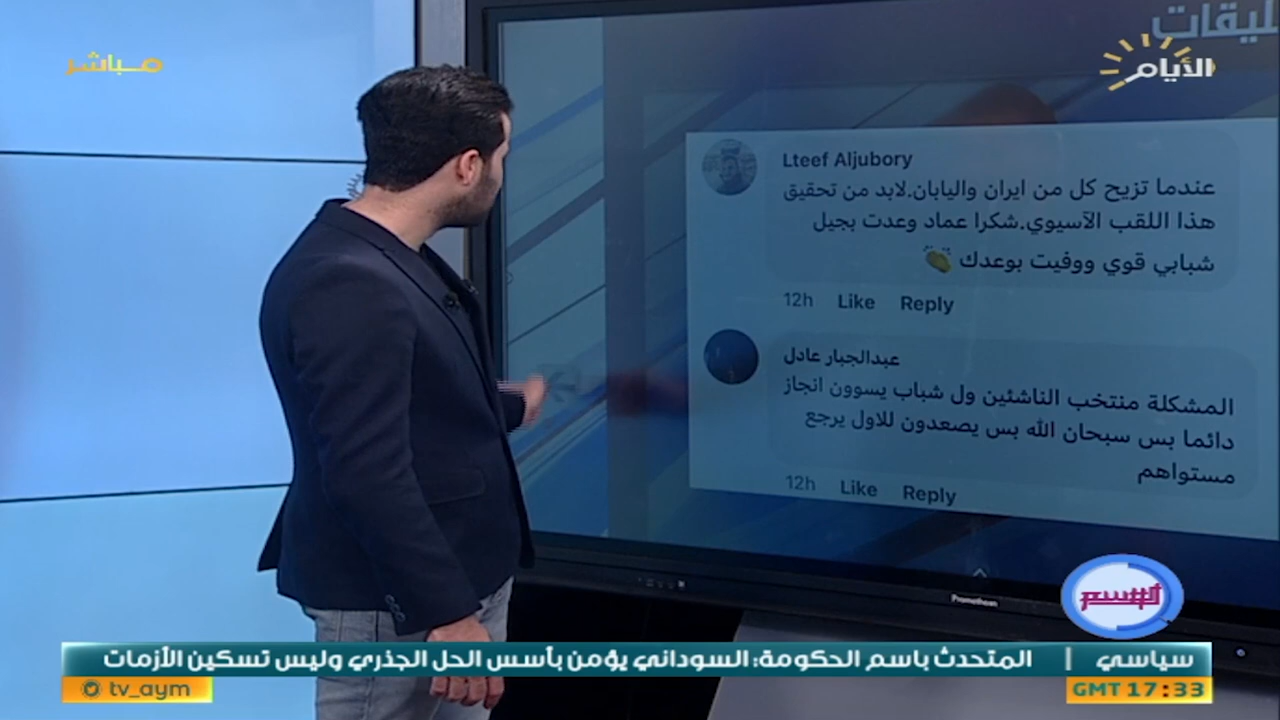 مباشر
الأيام
Lteef Aljubory
عندما تزيح كل من ايران واليابان.لابد من تحقيق
هذا اللقب الآسيوي.شكرا عماد وعدت بجيل
شبابي قوي ووفيت بوعدك 👏
12h Like Reply
عبدالجبار عادل
المشكلة منتخب الناشئين ول شباب يسوون انجاز
دائما بس سبحان الله بس يصعدون للاول يرجع
مستواهم
12h Like Reply
Promethean
سياسي | المتحدث باسم الحكومة: السوداني يؤمن بأسس الحل الجذري وليس تسكين الأزمات
tv_aym
GMT 17:33